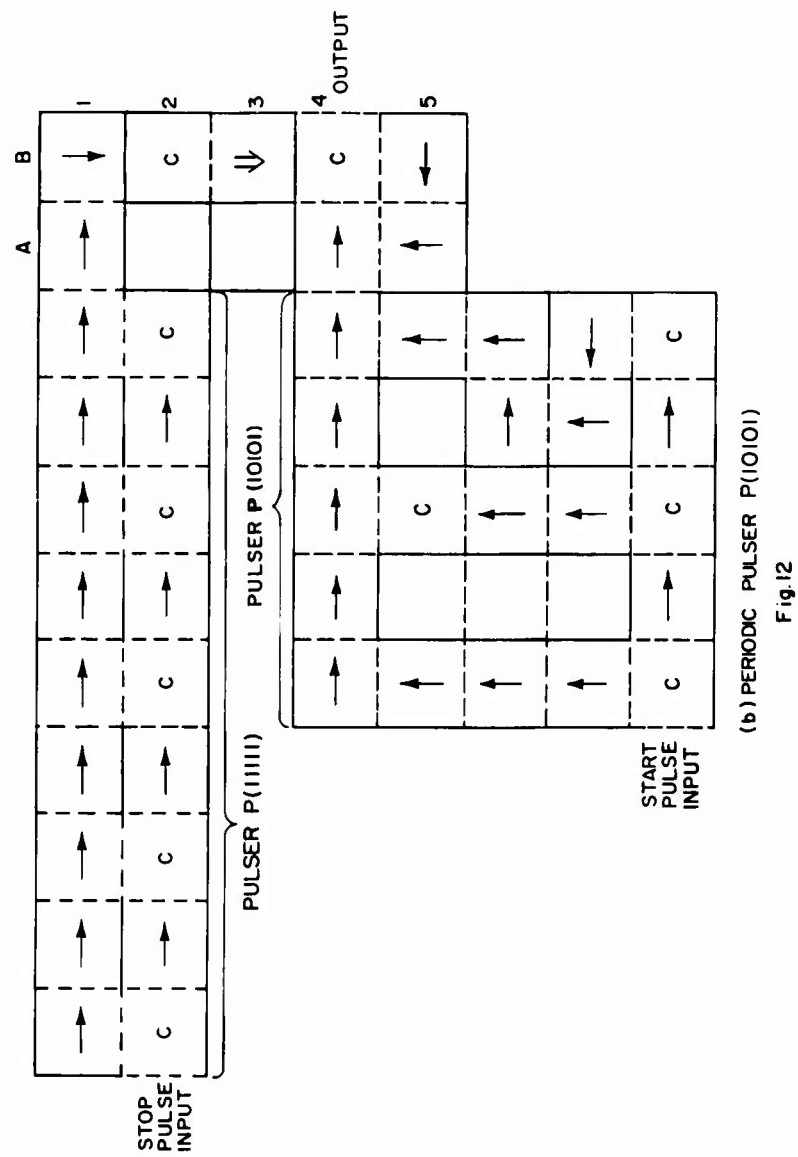 A B
1
C C C C C C 2
3
PULSER P(11111)
PULSER P (10101)
C 4
OUTPUT
C 5
C C C
STOP
PULSE
INPUT
START
PULSE
INPUT
(b) PERIODIC PULSER P(10101)
Fig. 12